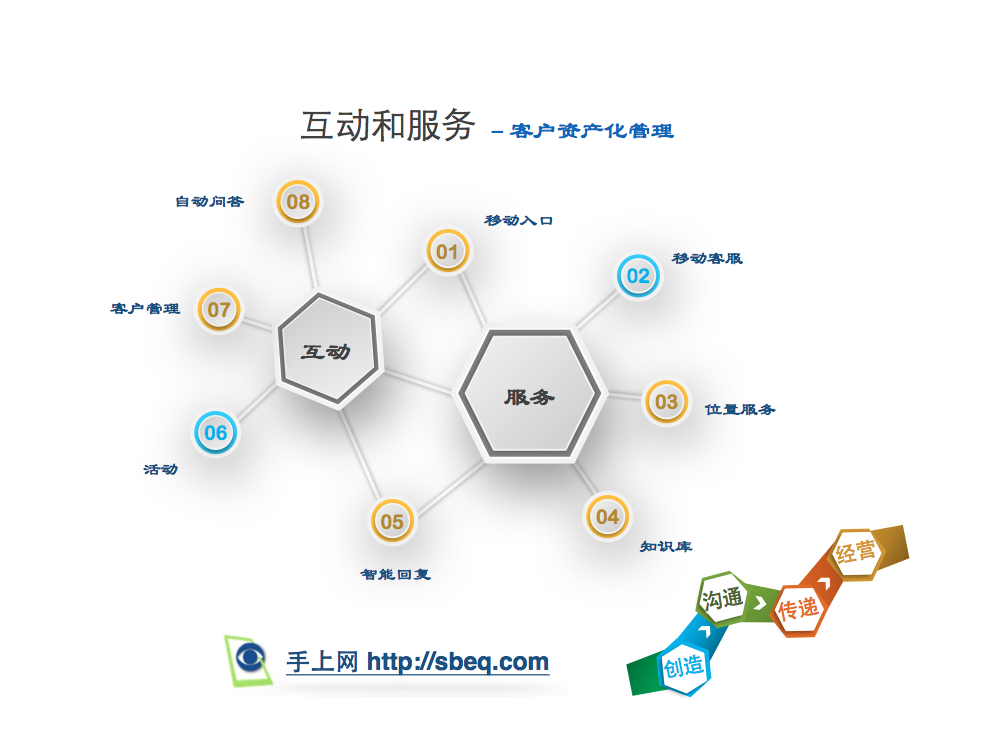 互动和服务 – 客户资产化管理
自动问答
08
移动入口
01
移动客服
02
客户管理
07
互动
服务
03
位置服务
06
活动
05
智能回复
04
知识库
经营
沟通
传递
创造
手上网 http://sbeq.com